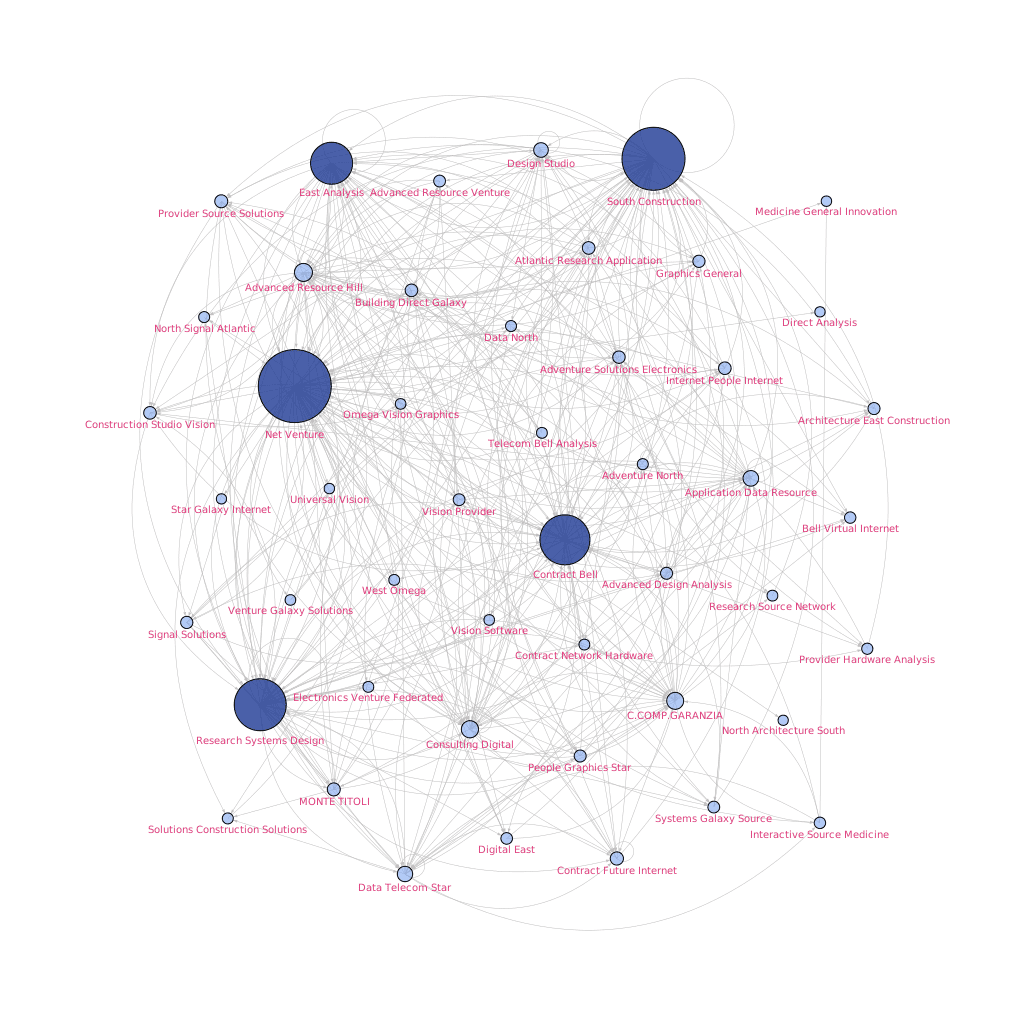 Design Studio
East Analysis
Advanced Resource Venture
South Construction
Provider Source Solutions
Medicine General Innovation
Atlantic Research Application
Graphics General
Advanced Resource Hill
Building Direct Galaxy
North Signal Atlantic
Direct Analysis
Data North
Adventure Solutions Electronics
Internet People Internet
Omega Vision Graphics
Construction Studio Vision
Architecture East Construction
Net Venture
Telecom Bell Analysis
Adventure North
Application Data Resource
Universal Vision
Star Galaxy Internet
Vision Provider
Bell Virtual Internet
Contract Bell
Advanced Design Analysis
West Omega
Research Source Network
Venture Galaxy Solutions
Signal Solutions
Vision Software
Contract Network Hardware
Provider Hardware Analysis
Electronics Venture Federated
C.COMP.GARANZIA
North Architecture South
Research Systems Design
Consulting Digital
People Graphics Star
MONTE TITOLI
Systems Galaxy Source
Solutions Construction Solutions
Interactive Source Medicine
Digital East
Contract Future Internet
Data Telecom Star